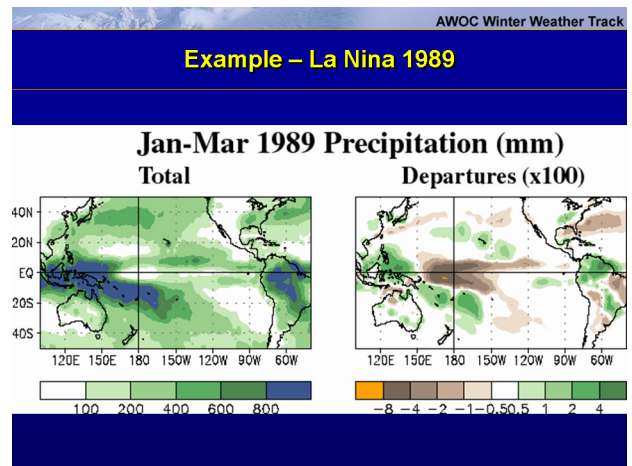 AWOC Winter Weather Track
Example – La Nina 1989
Jan-Mar 1989 Precipitation (mm)
Total
Departures (x100)
40N
20N
EQ
20S
40S
120E 150E 180 150W 120W 90W 60W
120E 150E 180 150W 120W 90W 60W
100 200 400 600 800
-8 -4 -2 -1 -0.5 0.5 1 2 4